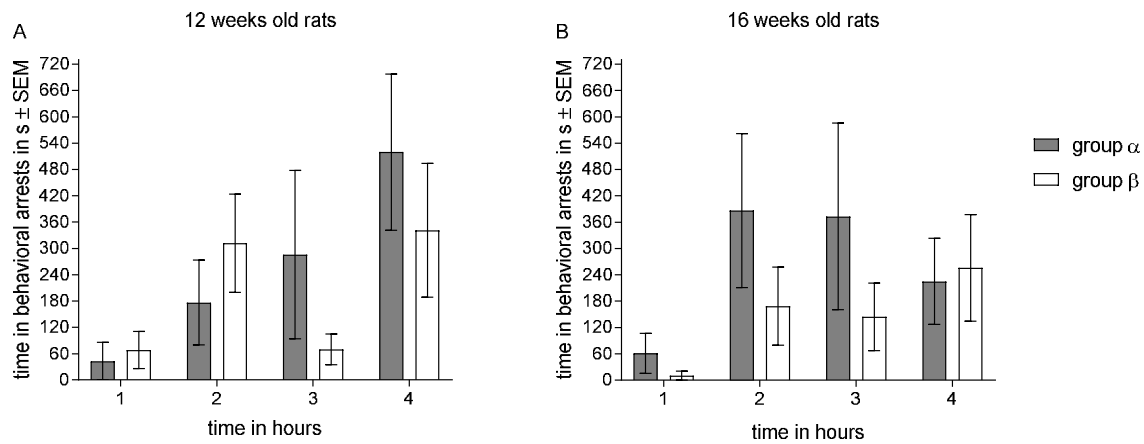 12 weeks old rats
A
time in behavioral arrests in s ± SEM
720
660
600
540
480
420
360
300
240
180
120
60
0
1 2 3 4
time in hours
16 weeks old rats
B
time in behavioral arrests in s ± SEM
720
660
600
540
480
420
360
300
240
180
120
60
0
1 2 3 4
time in hours
group α
group β